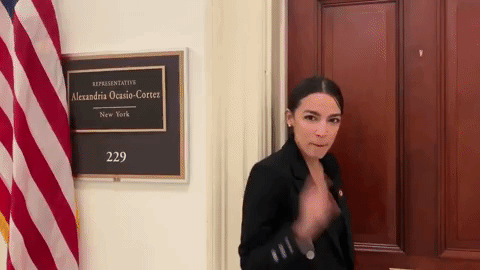 REPRESENTATIVE
Alexandria Ocasio-Cortez
New York
229